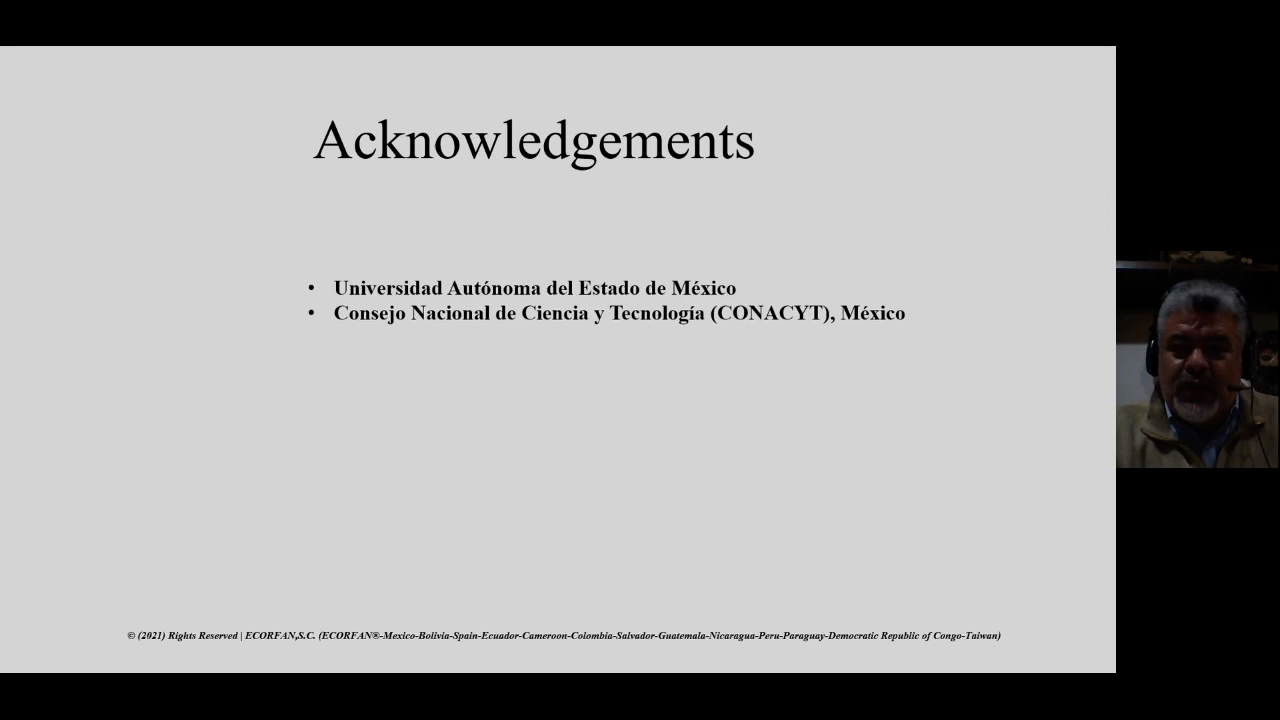 Acknowledgements
• Universidad Autónoma del Estado de México
• Consejo Nacional de Ciencia y Tecnología (CONACYT), México
© (2021) Rights Reserved | ECORFAN,S.C. (ECORFAN®-Mexico-Bolivia-Spain-Ecuador-Cameroon-Colombia-Salvador-Guatemala-Nicaragua-Peru-Paraguay-Democratic Republic of Congo-Taiwan)